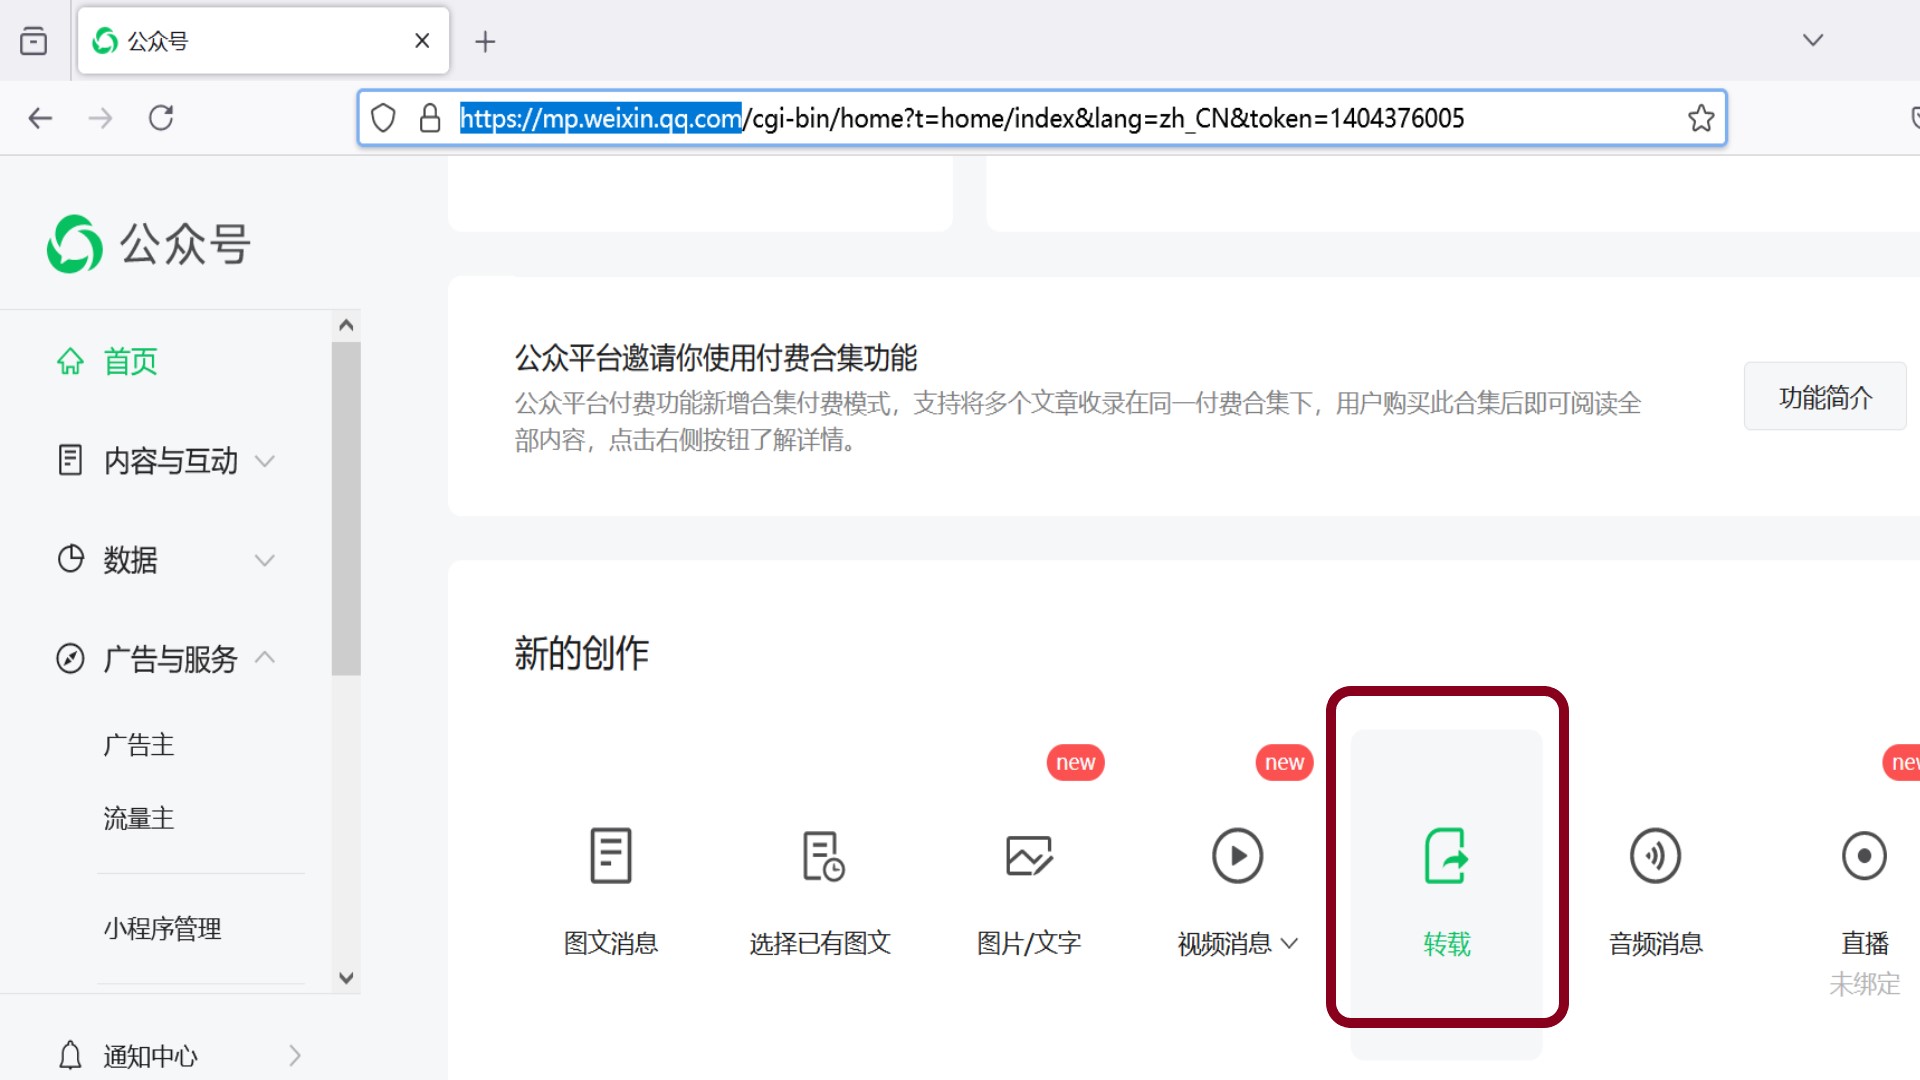 公众号
https://mp.weixin.qq.com/cgi-bin/home?t=home/index&lang=zh_CN&token=1404376005
公众号
首页
内容与互动
数据
广告与服务
广告主
流量主
小程序管理
通知中心
公众平台邀请你使用付费合集功能
公众平台付费功能新增合集付费模式，支持将多个文章收录在同一付费合集下，用户购买此合集后即可阅读全
部内容，点击右侧按钮了解详情。
功能简介
新的创作
图文消息
选择已有图文
new
图片/文字
new
视频消息
转载
音频消息
直播
未绑定